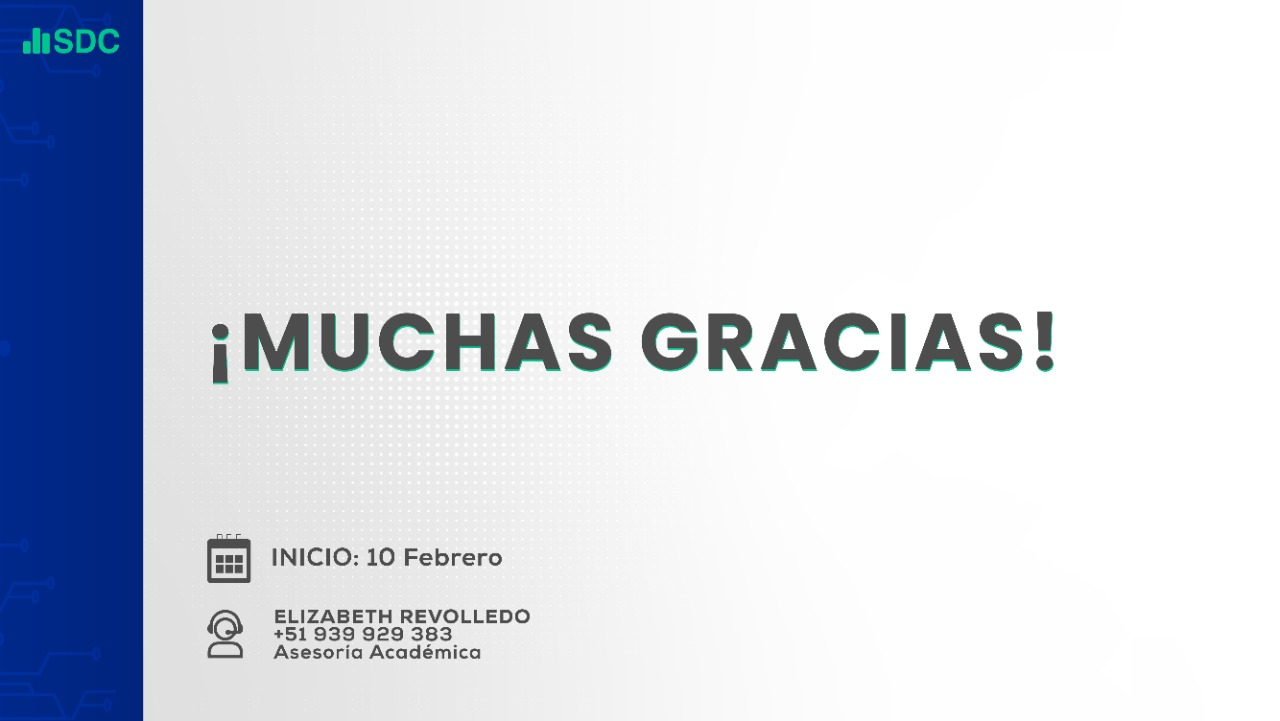 SDC
¡MUCHAS GRACIAS!
INICIO: 10 Febrero
ELIZABETH REVOLLEDO
+51 939 929 383
Asesoría Académica